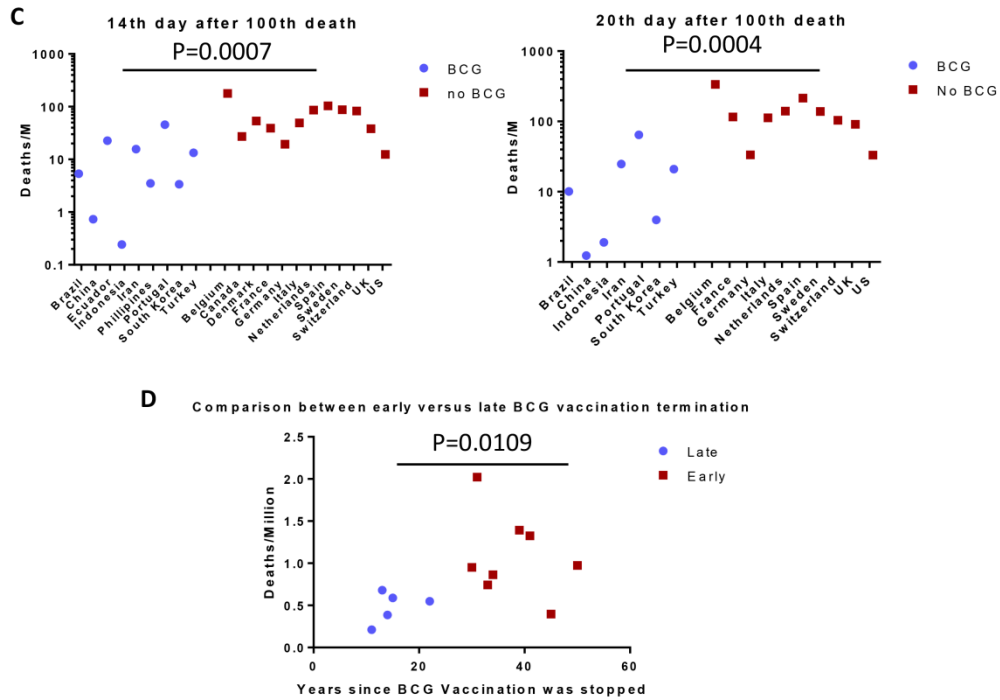 C
14th day after 100th death
P=0.0007
BCG
no BCG
Deaths/M
1000
100
10
1
0.1
Brazil
China
Ecuador
Indonesia
Iran
Phillipines
Portugal
South Korea
Turkey
Belgium
Canada
Denmark
France
Germany
Italy
Netherlands
Spain
Sweden
Switzerland
UK
US
20th day after 100th death
P=0.0004
BCG
No BCG
Deaths/M
1000
100
10
1
Brazil
China
Indonesia
Iran
Portugal
South Korea
Turkey
Belgium
France
Germany
Italy
Netherlands
Spain
Sweden
Switzerland
UK
US
D
Comparison between early versus late BCG vaccination termination
P=0.0109
Late
Early
Deaths/Million
2.5
2.0
1.5
1.0
0.5
0.0
0 20 40 60
Years since BCG Vaccination was stopped